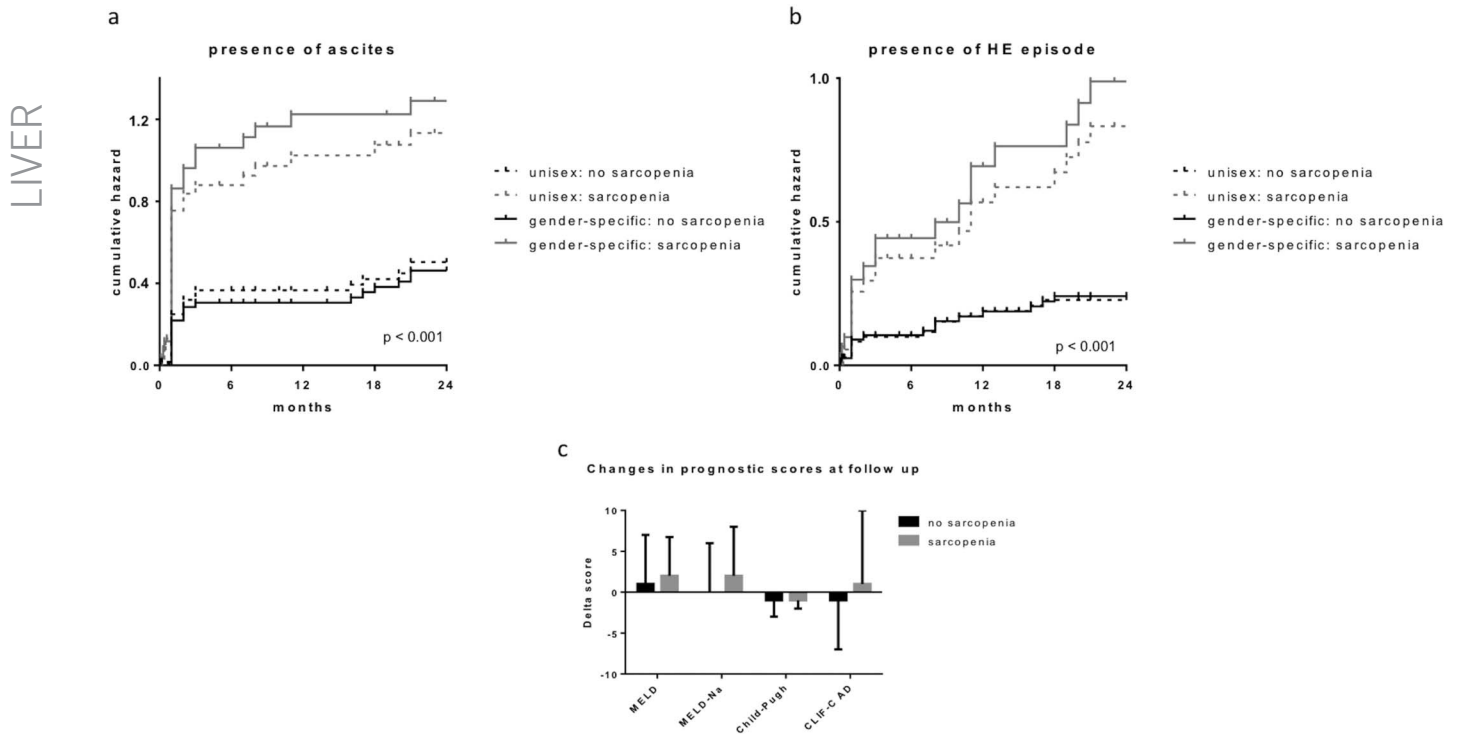 LIVER
a
presence of ascites
cumulative hazard
1.2
0.8
0.4
0.0
0 6 12 18 24
months
p < 0.001
unisex: no sarcopenia
unisex: sarcopenia
gender-specific: no sarcopenia
gender-specific: sarcopenia
b
presence of HE episode
cumulative hazard
1.0
0.5
0.0
0 6 12 18 24
months
p < 0.001
unisex: no sarcopenia
unisex: sarcopenia
gender-specific: no sarcopenia
gender-specific: sarcopenia
c
Changes in prognostic scores at follow up
Delta score
10
5
0
-5
-10
MELD
MELD-Na
Child-Pugh
CLIF-C AD
no sarcopenia
sarcopenia